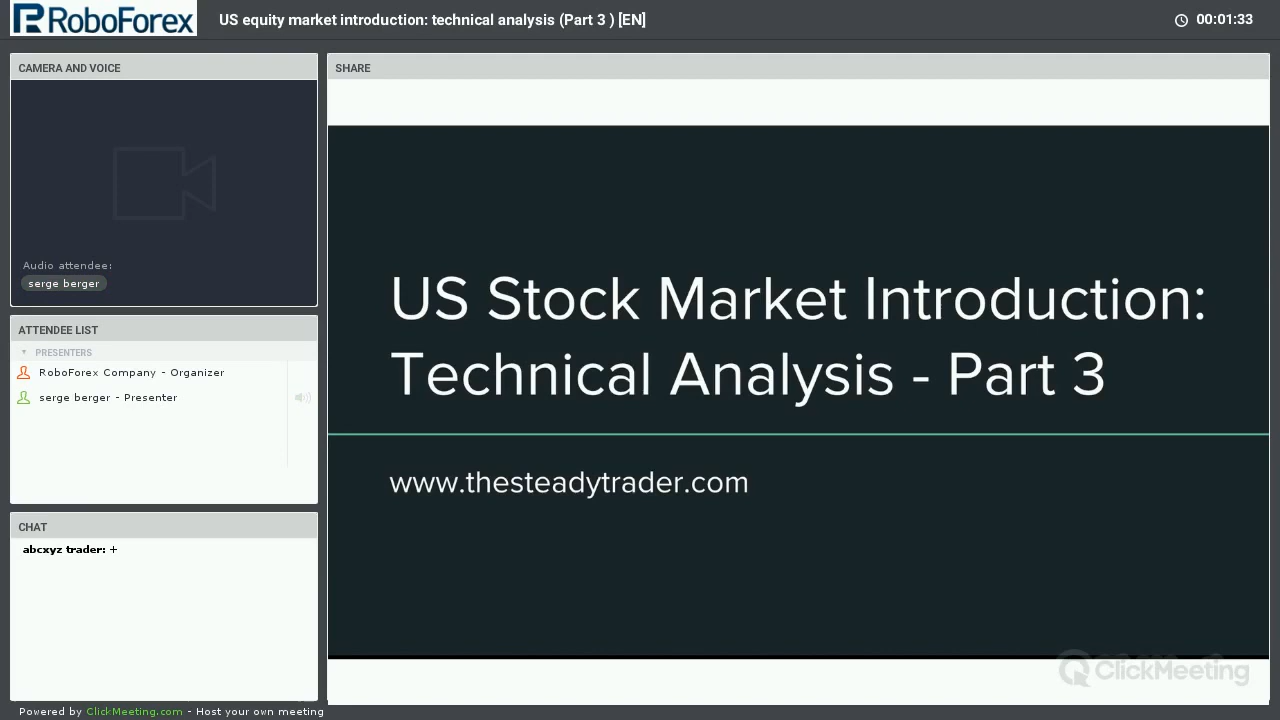 RoboForex
US equity market introduction: technical analysis (Part 3 ) [EN]
00:01:33
CAMERA AND VOICE
Audio attendee:
serge berger
ATTENDEE LIST
PRESENTERS
RoboForex Company - Organizer
serge berger - Presenter
CHAT
abcxyz trader: +
Powered by ClickMeeting.com - Host your own meeting
SHARE
US Stock Market Introduction:
Technical Analysis - Part 3
www.thesteadytrader.com
ClickMeeting